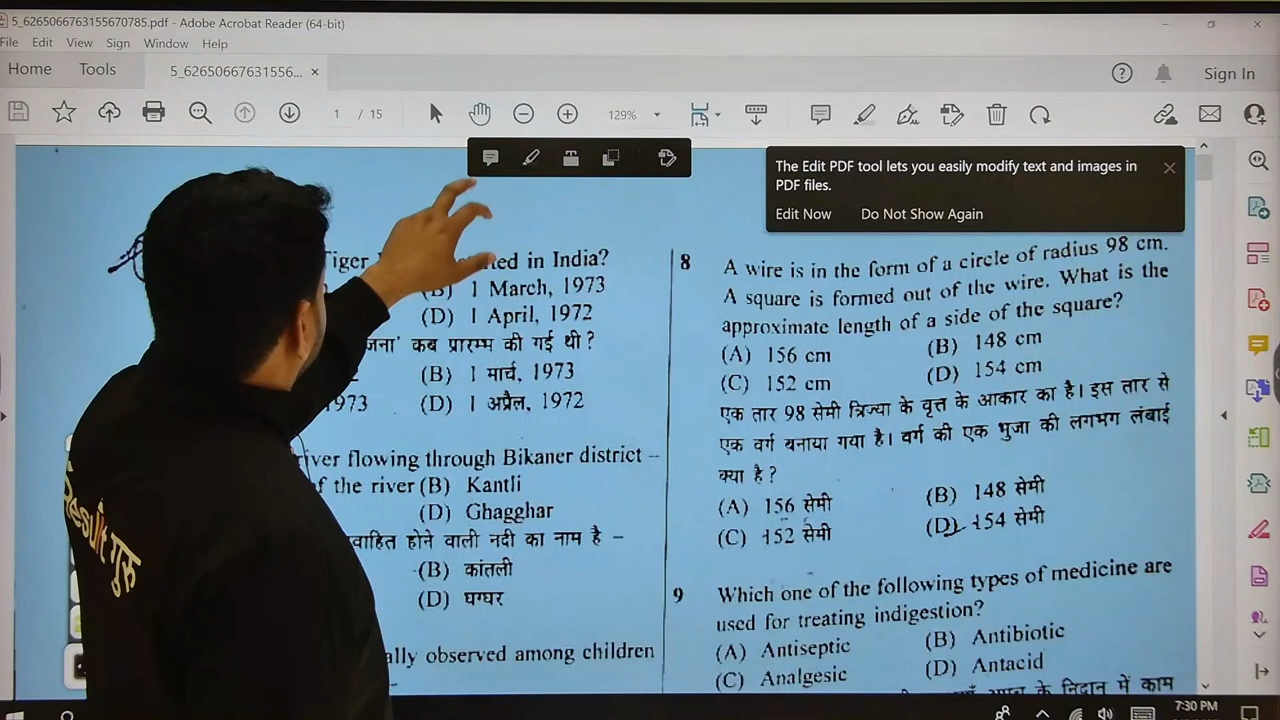 5_6265066763155670785.pdf - Adobe Acrobat Reader (64-bit)
File Edit View Sign Window Help
Home Tools 5_62650667631556... × Sign In
1 / 15 129%
The Edit PDF tool lets you easily modify text and images in
PDF files.
Edit Now Do Not Show Again
Tiger in India?
(B) 1 March, 1973
(D) 1 April, 1972
कब प्रारम्भ की गई थी ?
(B) 1 मार्च, 1973
1973 (D) 1 अप्रैल, 1972
river flowing through Bikaner district –
of the river (B) Kantli
(D) Ghagghar
होने वाली नदी का नाम है –
(B) कांतली
(D) घग्घर
observed among children
8 A wire is in the form of a circle of radius 98 cm.
A square is formed out of the wire. What is the
approximate length of a side of the square?
(A) 156 cm (B) 148 cm
(C) 152 cm (D) 154 cm
एक तार 98 सेमी त्रिज्या के वृत्त के आकार का है। इस तार से
एक वर्ग बनाया गया है। वर्ग की एक भुजा की लगभग लंबाई
क्या है ?
(A) 156 सेमी (B) 148 सेमी
(C) 152 सेमी (D) 154 सेमी
9 Which one of the following types of medicine are
used for treating indigestion?
(A) Antiseptic (B) Antibiotic
(C) Analgesic (D) Antacid
के निदान में काम
Result गुरू
7:30 PM